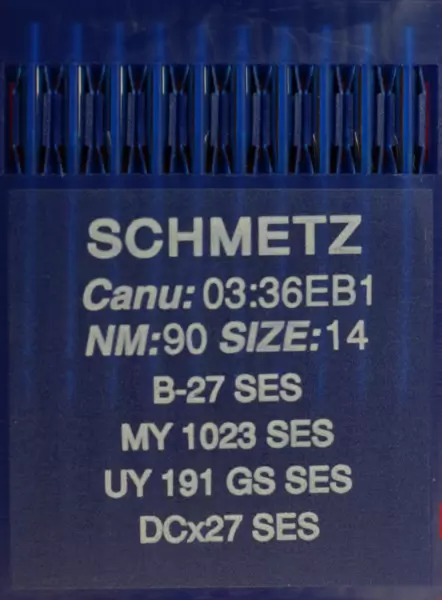 SCHMETZ
Canu: 03:36EB1
NM:90 SIZE:14
B-27 SES
MY 1023 SES
UY 191 GS SES
DCx27 SES